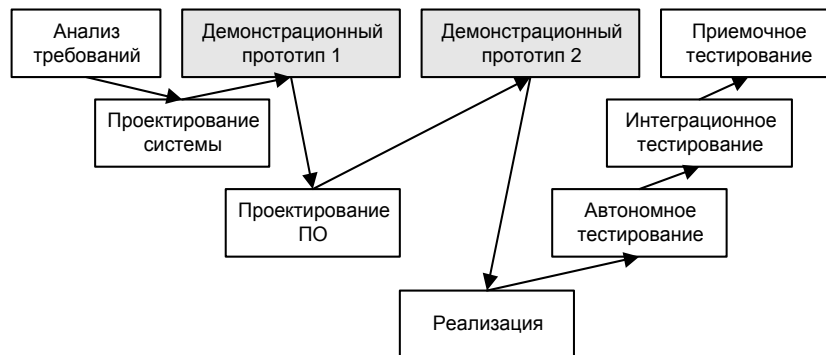 Анализ
требований
Демонстрационный
прототип 1
Демонстрационный
прототип 2
Приемочное
тестирование
Проектирование
системы
Интеграционное
тестирование
Проектирование
ПО
Автономное
тестирование
Реализация